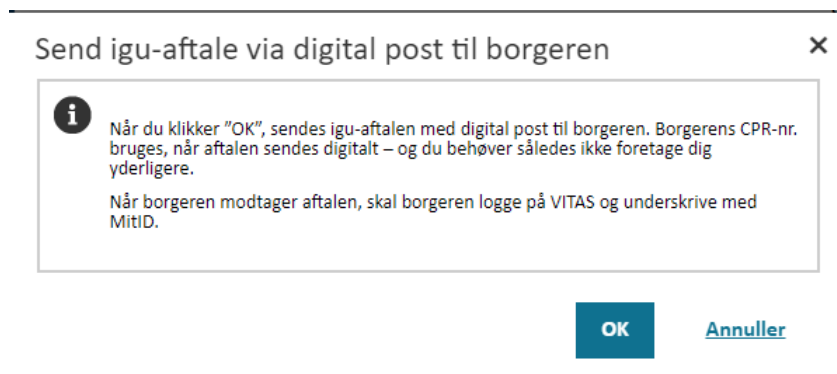 Send igu-aftale via digital post til borgeren
Når du klikker ”OK”, sendes igu-aftalen med digital post til borgeren. Borgerens CPR-nr.
bruges, når aftalen sendes digitalt – og du behøver således ikke foretage dig
yderligere.
Når borgeren modtager aftalen, skal borgeren logge på VITAS og underskrive med
MitID.
OK
Annuller